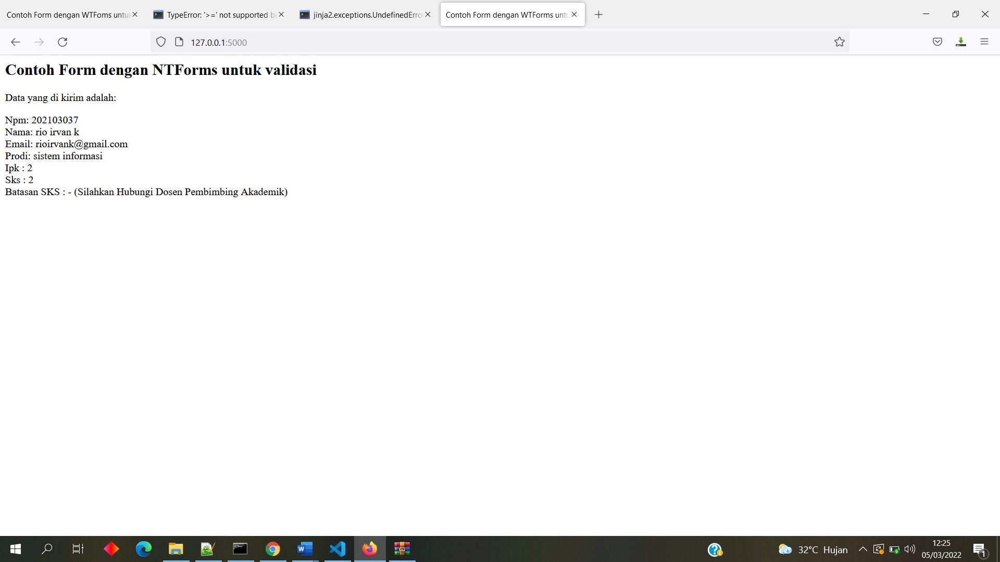 Contoh Form dengan WTFoms untuk
TypeError: '>=' not supported be
jinja2.exceptions.UndefinedErro
Contoh Form dengan WTForms untu
127.0.0.1:5000
Contoh Form dengan NTForms untuk validasi
Data yang di kirim adalah:
Npm: 202103037
Nama: rio irvan k
Email: rioirvank@gmail.com
Prodi: sistem informasi
Ipk : 2
Sks : 2
Batasan SKS : - (Silahkan Hubungi Dosen Pembimbing Akademik)
32°C Hujan
12:25
05/03/2022
1